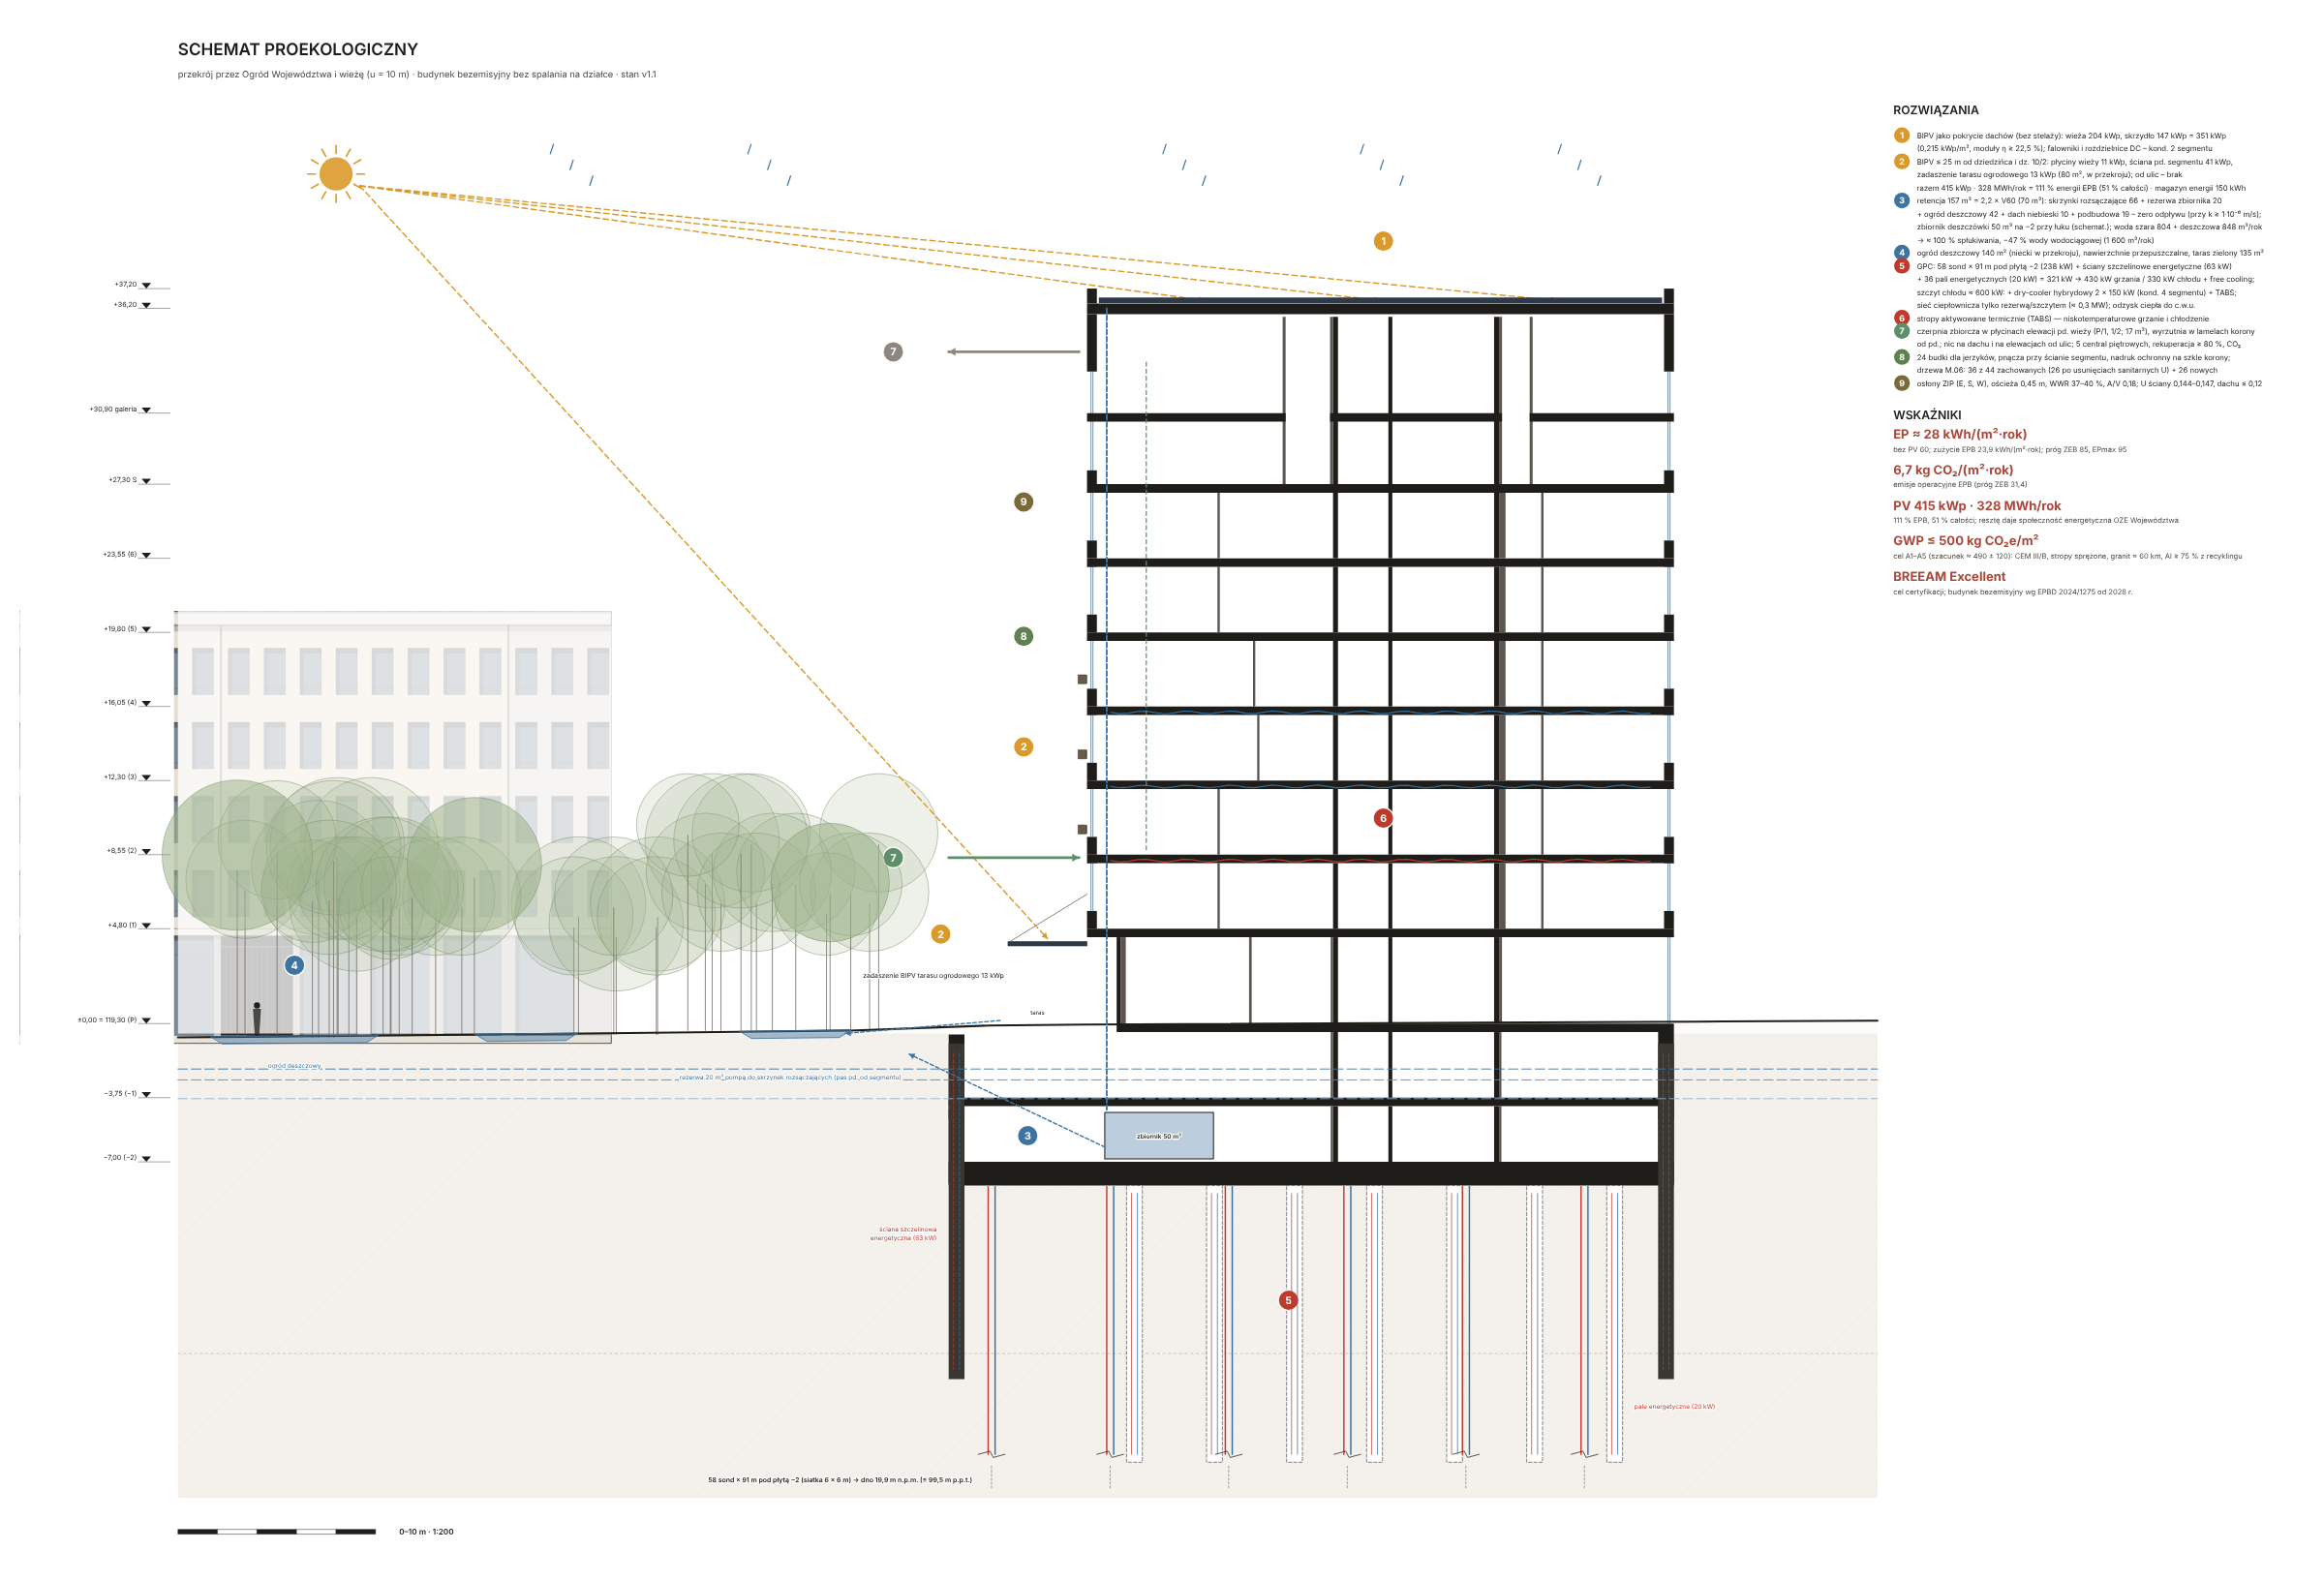 SCHEMAT PROEKOLOGICZNY
przekrój przez Ogród Województwa i wieżę (u = 10 m) · budynek bezemisyjny bez spalania na działce · stan v1.1
ROZWIĄZANIA
1 BIPV jako pokrycie dachów (bez stelaży): wieża 204 kWp, skrzydło 147 kWp = 351 kWp
(0,215 kWp/m², moduły η ≥ 22,5 %); falowniki i rozdzielnice DC – kond. 2 segmentu
2 BIPV ≤ 25 m od dziedzińca i dz. 10/2: płyciny wieży 11 kWp, ściana pd. segmentu 41 kWp,
zadaszenie tarasu ogrodowego 13 kWp (80 m², w przekroju); od ulic – brak
razem 415 kWp · 328 MWh/rok = 111 % energii EPB (51 % całości) · magazyn energii 150 kWh
3 retencja 157 m³ = 2,2 × V60 (70 m³): skrzynki rozsączające 66 + rezerwa zbiornika 20
+ ogród deszczowy 42 + dach niebieski 10 + podbudowa 19 – zero odpływu (przy k ≥ 1·10⁻⁶ m/s);
zbiornik deszczówki 50 m³ na −2 przy łuku (schemat.); woda szara 804 + deszczowa 848 m³/rok
→ ≈ 100 % spłukiwania, −47 % wody wodociągowej (1 600 m³/rok)
4 ogród deszczowy 140 m² (niecki w przekroju), nawierzchnie przepuszczalne, taras zielony 135 m²
5 GPC: 58 sond × 91 m pod płytą −2 (238 kW) + ściany szczelinowe energetyczne (63 kW)
+ 36 pali energetycznych (20 kW) = 321 kW → 430 kW grzania / 330 kW chłodu + free cooling;
szczyt chłodu ≈ 600 kW: + dry-cooler hybrydowy 2 × 150 kW (kond. 4 segmentu) + TABS;
sieć ciepłownicza tylko rezerwą/szczytem (≈ 0,3 MW); odzysk ciepła do c.w.u.
6 stropy aktywowane termicznie (TABS) — niskotemperaturowe grzanie i chłodzenie
7 czerpnia zbiorcza w płycinach elewacji pd. wieży (P/1, 1/2; 17 m²), wyrzutnia w lamelach korony
od pd.; nic na dachu i na elewacjach od ulic; 5 central piętrowych, rekuperacja ≥ 80 %, CO₂
8 24 budki dla jerzyków, pnącza przy ścianie segmentu, nadruk ochronny na szkle korony;
drzewa M.06: 36 z 44 zachowanych (26 po usunięciach sanitarnych U) + 26 nowych
9 osłony ZIP (E, S, W), ościeża 0,45 m, WWR 37–40 %, A/V 0,18; U ściany 0,144–0,147, dachu ≤ 0,12
WSKAŹNIKI
EP ≈ 28 kWh/(m²·rok)
bez PV 60; zużycie EPB 23,9 kWh/(m²·rok); próg ZEB 85, EPmax 95
6,7 kg CO₂/(m²·rok)
emisje operacyjne EPB (próg ZEB 31,4)
PV 415 kWp · 328 MWh/rok
111 % EPB, 51 % całości; resztę daje społeczność energetyczna OZE Województwa
GWP ≤ 500 kg CO₂e/m²
cel A1–A5 (szacunek ≈ 490 ± 120): CEM III/B, stropy sprężone, granit ≈ 60 km, Al ≥ 75 % z recyklingu
BREEAM Excellent
cel certyfikacji; budynek bezemisyjny wg EPBD 2024/1275 od 2028 r.
1
+37,20
+36,20
7
+30,90 galeria
+27,30 S
9
+23,55 (6)
+19,80 (5)
8
+16,05 (4)
2
+12,30 (3)
6
+8,55 (2)
7
+4,80 (1)
2
4
zadaszenie BIPV tarasu ogrodowego 13 kWp
taras
±0,00 = 119,30 (P)
ogród deszczowy
rezerwa 20 m³ pompą do skrzynek rozsączających (pas pd. od segmentu)
−3,75 (−1)
3
zbiornik 50 m³
−7,00 (−2)
ściana szczelinowa
energetyczna (63 kW)
5
pale energetyczne (20 kW)
58 sond × 91 m pod płytą −2 (siatka 6 × 6 m) → dno 19,9 m n.p.m. (≤ 99,5 m p.p.t.)
0–10 m · 1:200